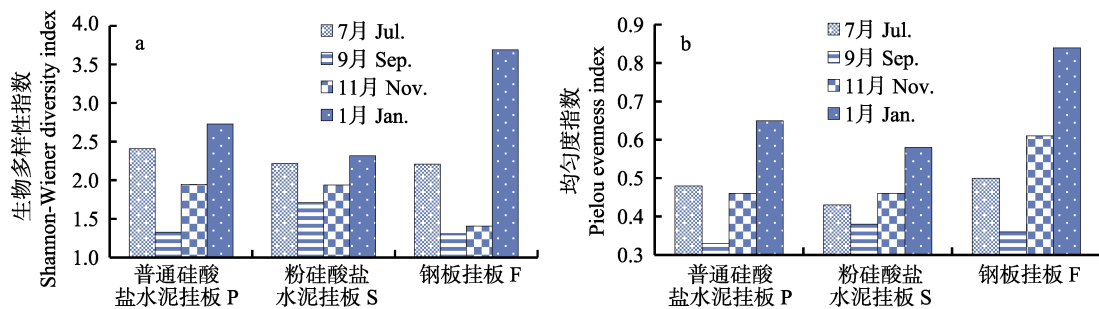 生物多样性指数
Shannon-Wiener diversity index
4.0
3.5
3.0
2.5
2.0
1.5
1.0
a
7月 Jul.
9月 Sep.
11月 Nov.
1月 Jan.
普通硅酸
盐水泥挂板 P
粉硅酸盐
水泥挂板 S
钢板挂板 F
均匀度指数
Pielou evenness index
0.9
0.8
0.7
0.6
0.5
0.4
0.3
b
7月 Jul.
9月 Sep.
11月 Nov.
1月 Jan.
普通硅酸
盐水泥挂板 P
粉硅酸盐
水泥挂板 S
钢板挂板 F